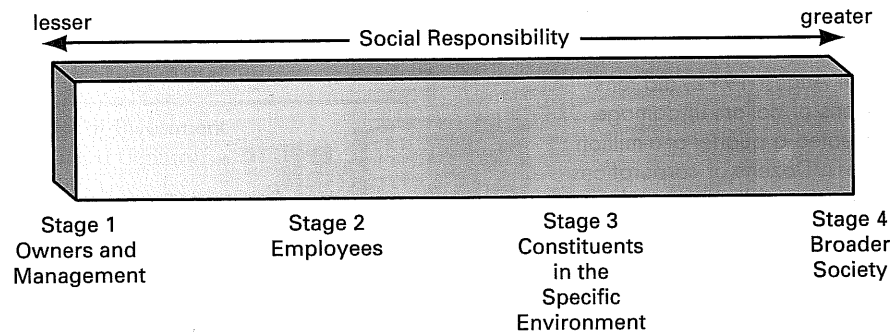 lesser
greater
Social Responsibility
Stage 1
Owners and
Management
Stage 2
Employees
Stage 3
Constituents
in the
Specific
Environment
Stage 4
Broader
Society